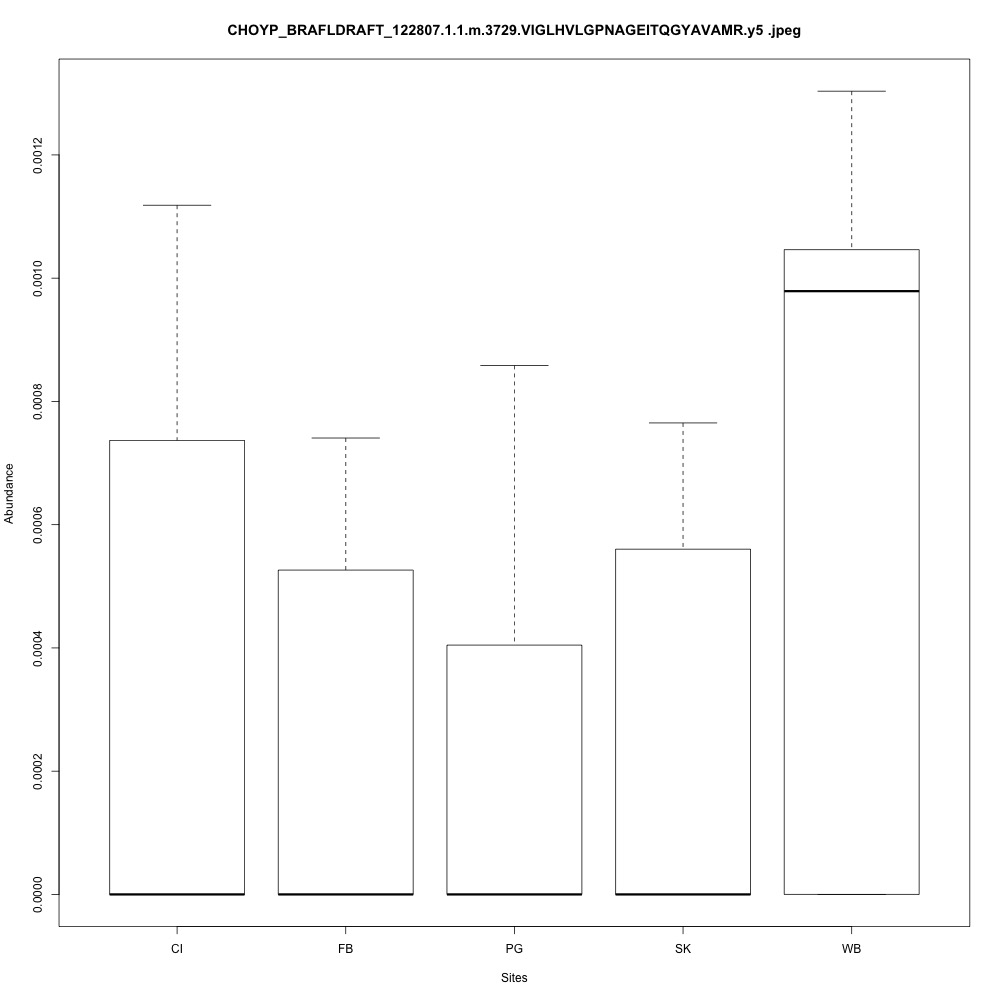 CHOYP_BRAFLDRAFT_122807.1.1.m.3729.VIGLHVLGPNAGEITQGYAVAMR.y5 .jpeg
0.0012
0.0010
0.0008
0.0006
0.0004
0.0002
0.0000
Abundance
CI FB PG SK WB
Sites